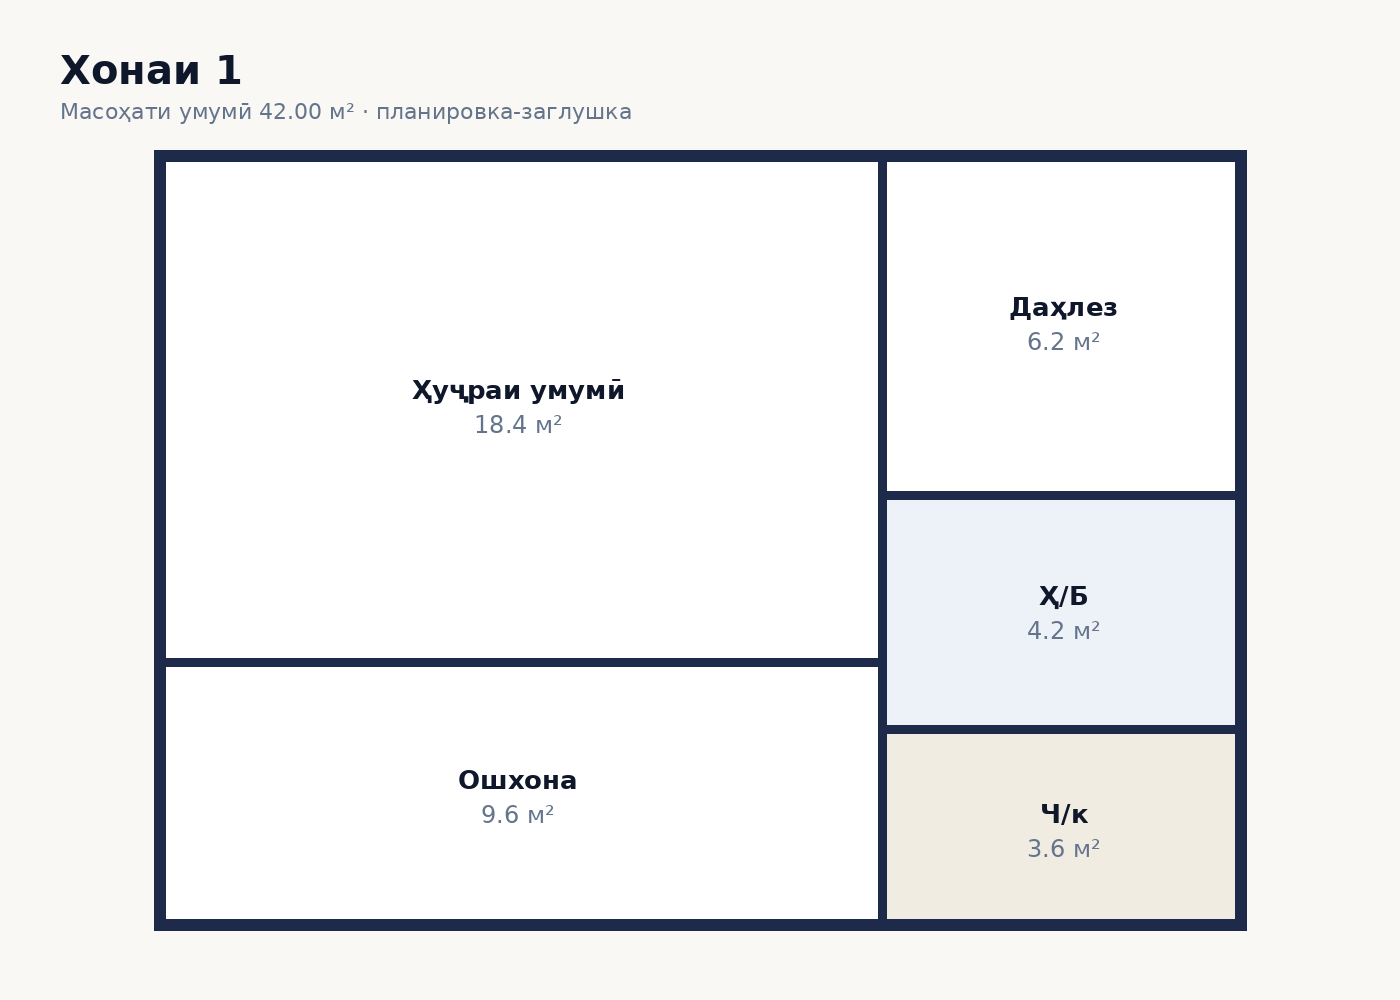 Хонаи 1
Масоҳати умумӣ 42.00 м² · планировка-заглушка
Ҳуҷраи умумӣ
18.4 м²
Даҳлез
6.2 м²
Ҳ/Б
4.2 м²
Ошхона
9.6 м²
Ч/к
3.6 м²